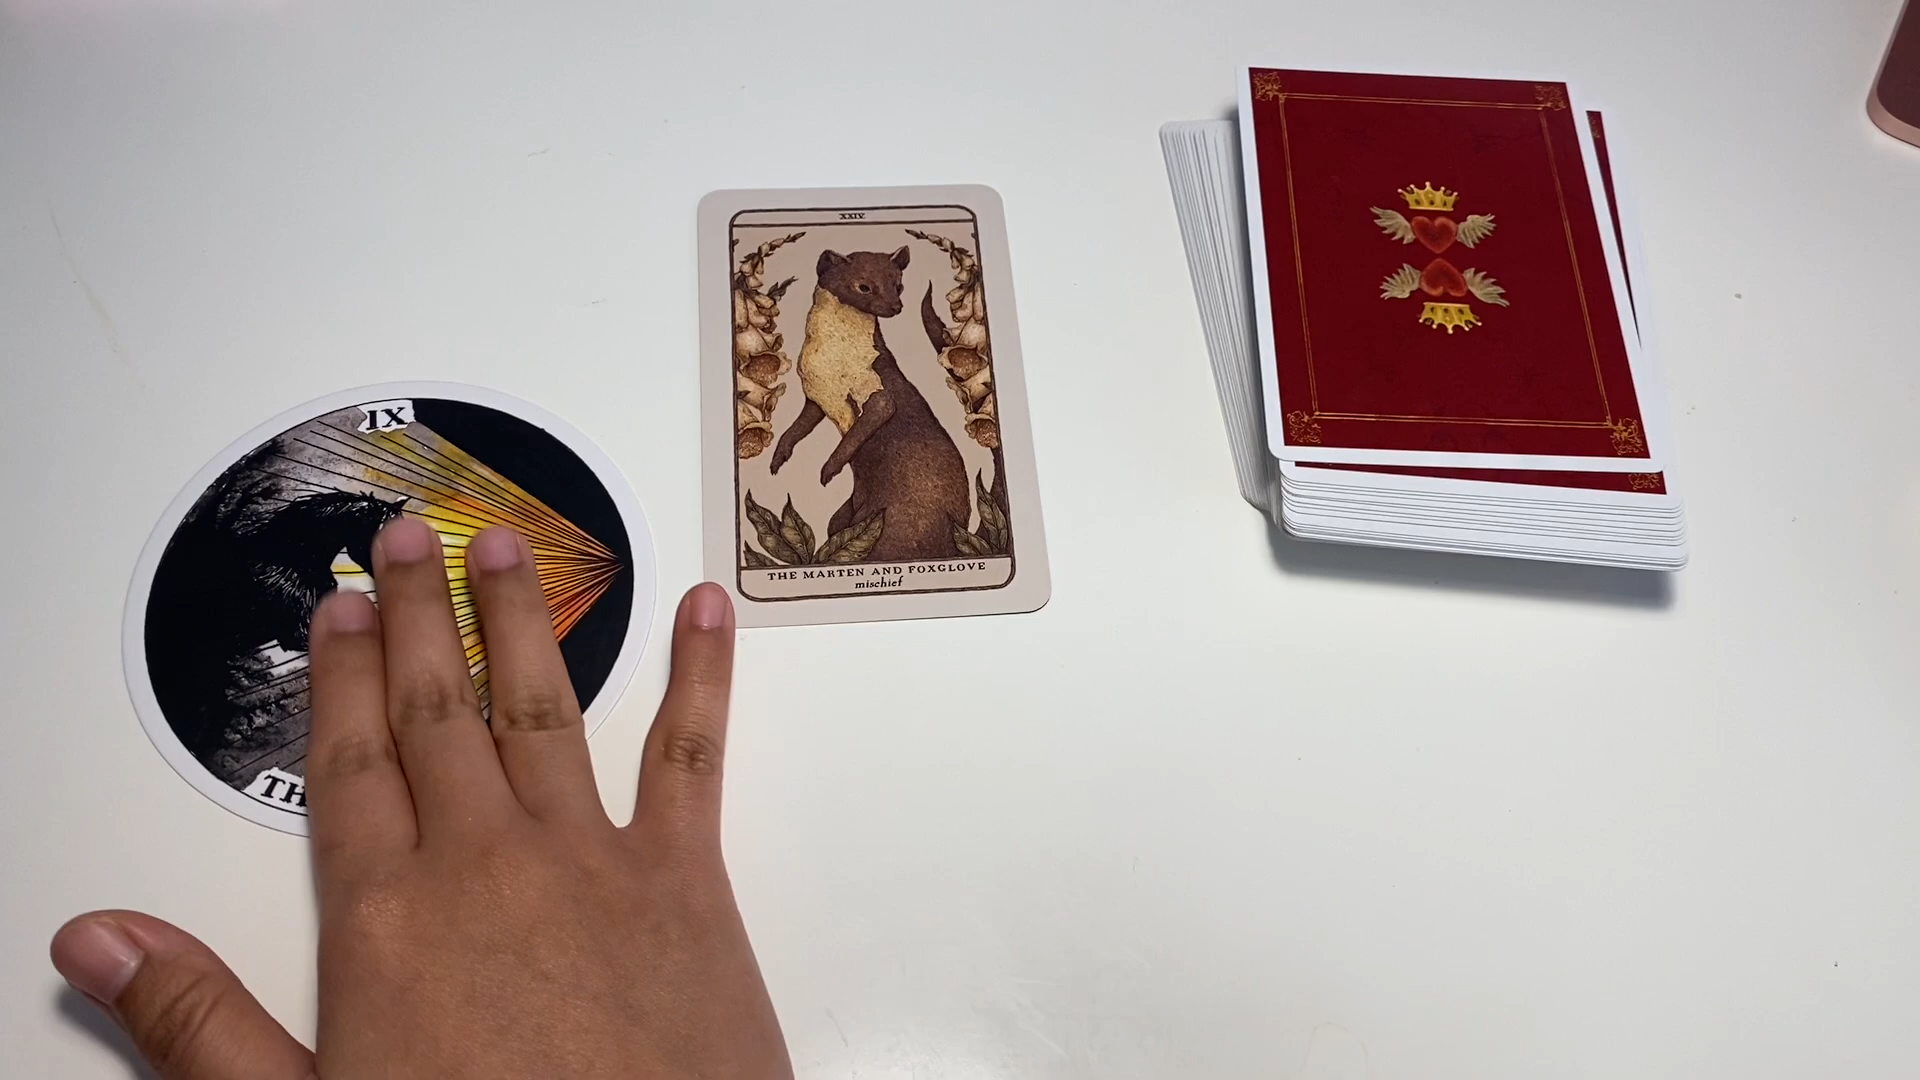 IX
TH
XXIV
THE MARTEN AND FOXGLOVE
mischief